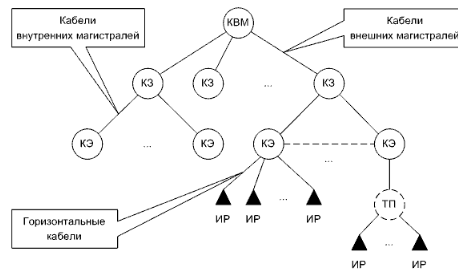 Кабели
внутренних магистралей
КВМ
Кабели
внешних магистралей
КЗ
КЗ
...
КЗ
КЭ
...
КЭ
КЭ
...
КЭ
Горизонтальные
кабели
...
ИР
ИР
ИР
ТП
...
ИР
ИР